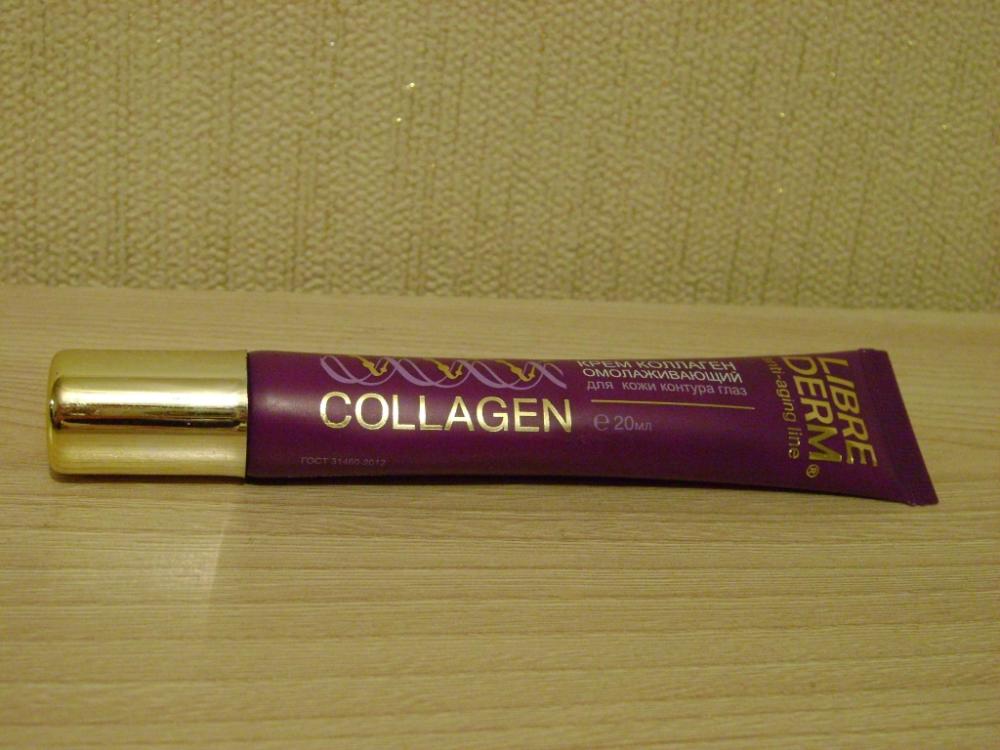 COLLAGEN
ГОСТ 31460-2012
КРЕМ КОЛЛАГЕН
ОМОЛАЖИВАЮЩИЙ
для кожи контура глаз
℮ 20мл
LIBRE
DERM®
anti-aging line